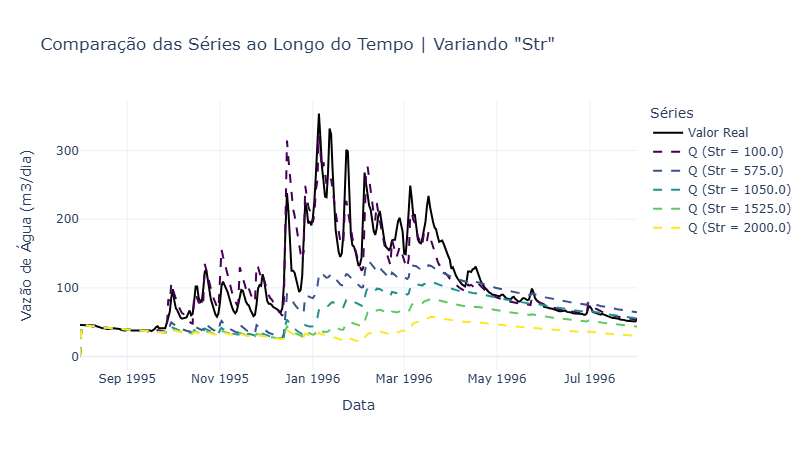 Comparação das Séries ao Longo do Tempo | Variando "Str"
Vazão de Água (m3/dia)
300
200
100
0
Sep 1995
Nov 1995
Jan 1996
Mar 1996
May 1996
Jul 1996
Data
Séries
Valor Real
Q (Str = 100.0)
Q (Str = 575.0)
Q (Str = 1050.0)
Q (Str = 1525.0)
Q (Str = 2000.0)